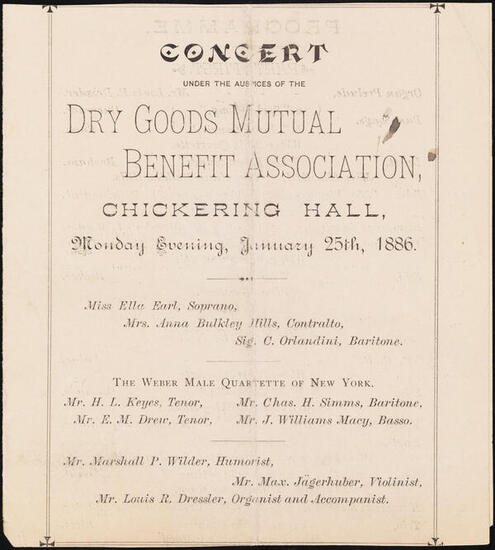 CONCERT
UNDER THE AUSPICES OF THE
DRY GOODS MUTUAL
BENEFIT ASSOCIATION,
CHICKERING HALL,
Monday Evening, January 25th, 1886.
Miss Ella Earl, Soprano,
Mrs. Anna Bulkley Hills, Contralto,
Sig. C. Orlandini, Baritone.
THE WEBER MALE QUARTETTE OF NEW YORK.
Mr. H. L. Keyes, Tenor, Mr. Chas. H. Simms, Baritone,
Mr. E. M. Drew, Tenor, Mr. J. Williams Macy, Basso.
Mr. Marshall P. Wilder, Humorist,
Mr. Max. Jägerhuber, Violinist,
Mr. Louis R. Dressler, Organist and Accompanist.